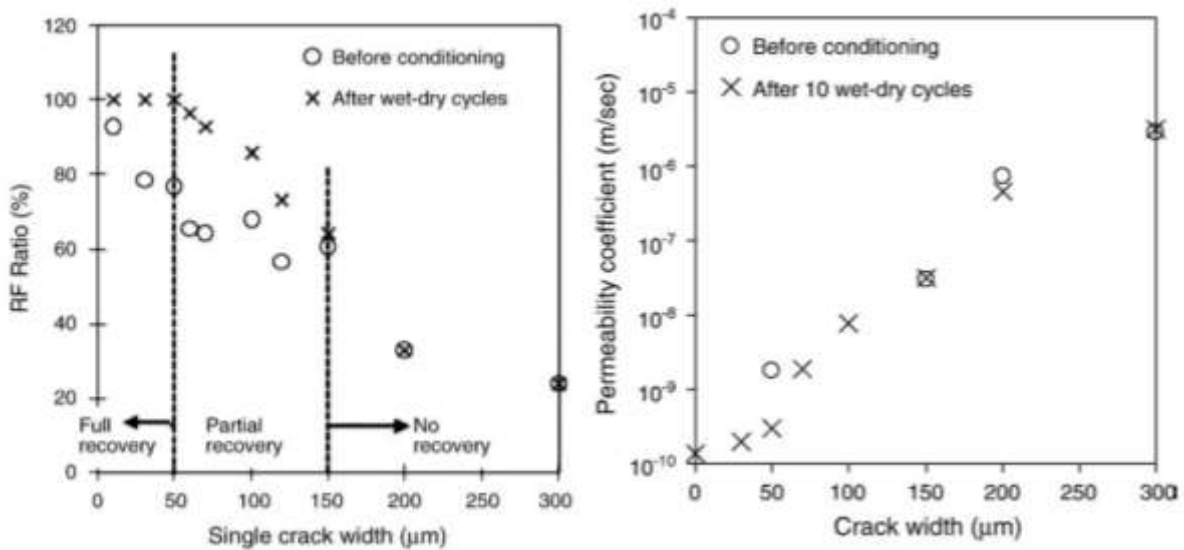 120
100
80
60
40
20
0
RF Ratio (%)
Before conditioning
After wet-dry cycles
Full
recovery
Partial
recovery
No
recovery
0 50 100 150 200 250 300
Single crack width (μm)
10⁻⁴
10⁻⁵
10⁻⁶
10⁻⁷
10⁻⁸
10⁻⁹
10⁻¹⁰
Permeability coefficient (m/sec)
Before conditioning
After 10 wet-dry cycles
0 50 100 150 200 250 300
Crack width (μm)